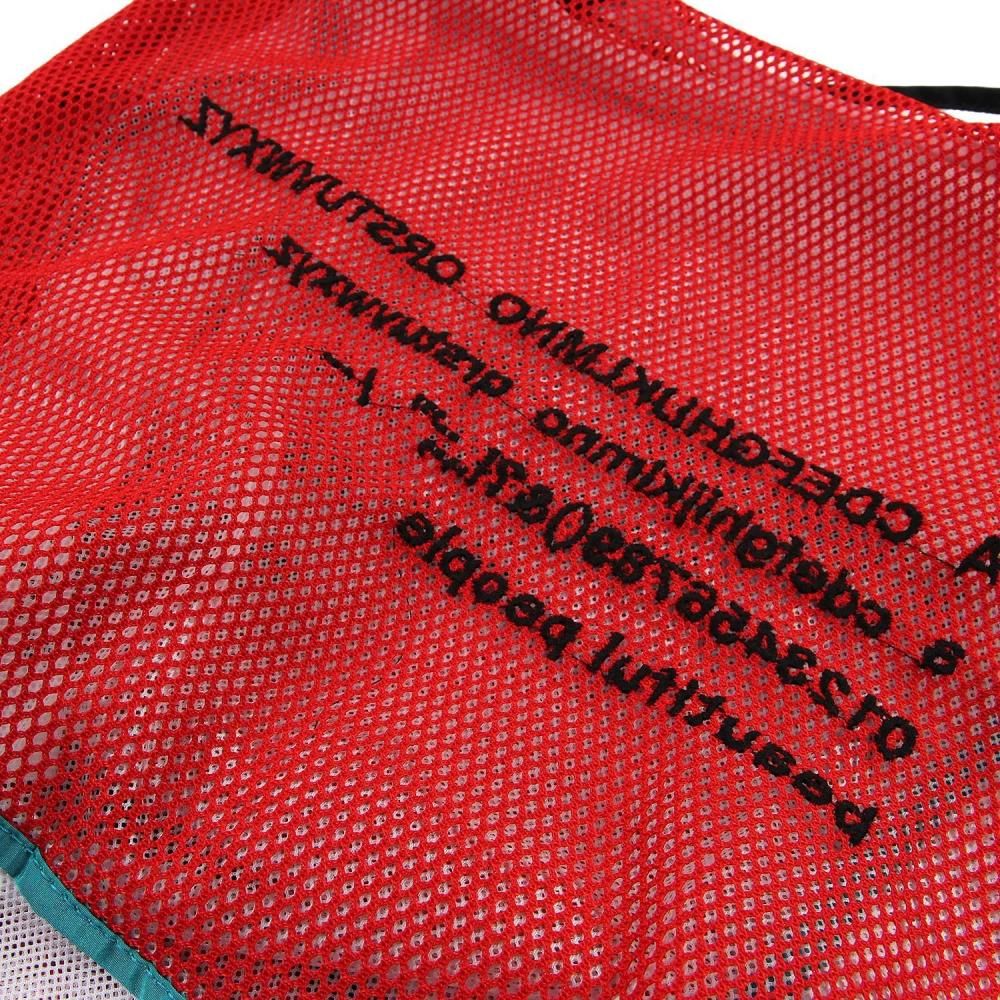 A CDEFGHIJKLMNO QRSTUVWXYZ
a cdefghijklmno qrstuvwxyz
0123456789()&?!
beautiful people